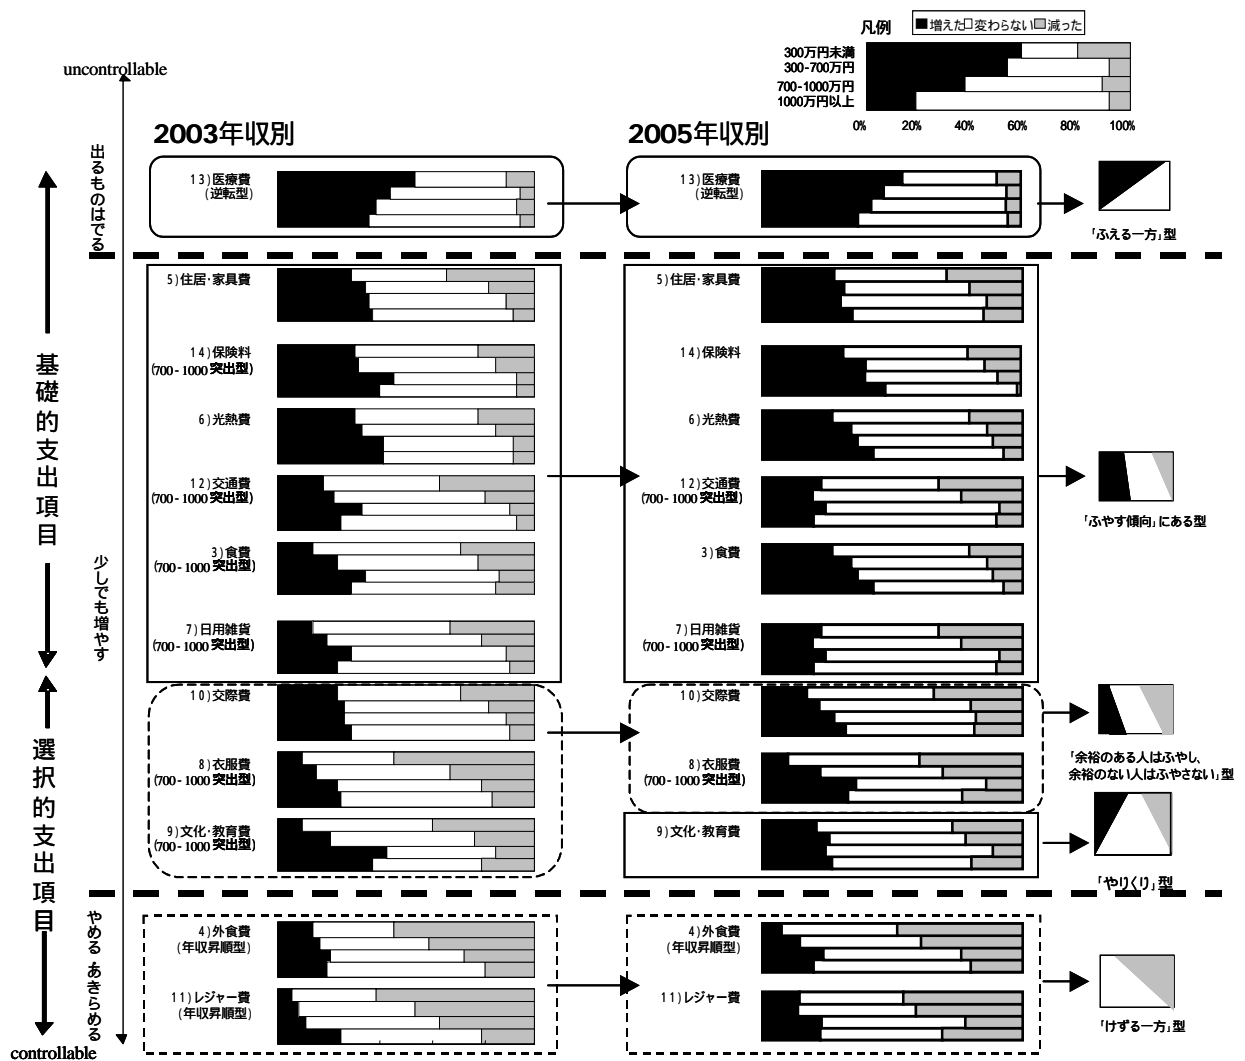 凡例
■増えた□変わらない□減った
300万円未満
300-700万円
700-1000万円
1000万円以上
0% 20% 40% 60% 80% 100%
uncontrollable
出るものはでる
少しでも増やす
やめる あきらめる
controllable
基礎的支出項目
選択的支出項目
2003年収別
13)医療費
(逆転型)
5)住居・家具費
14)保険料
(700-1000突出型)
6)光熱費
12)交通費
(700-1000突出型)
3)食費
(700-1000突出型)
7)日用雑貨
(700-1000突出型)
10)交際費
8)衣服費
(700-1000突出型)
9)文化・教育費
(700-1000突出型)
4)外食費
(年収昇順型)
11)レジャー費
(年収昇順型)
2005年収別
13)医療費
(逆転型)
5)住居・家具費
14)保険料
6)光熱費
12)交通費
(700-1000突出型)
3)食費
7)日用雑貨
(700-1000突出型)
10)交際費
8)衣服費
(700-1000突出型)
9)文化・教育費
4)外食費
(年収昇順型)
11)レジャー費
「ふえる一方」型
「ふやす傾向」にある型
「余裕のある人はふやし、
余裕のない人はふやさない」型
「やりくり」型
「けずる一方」型